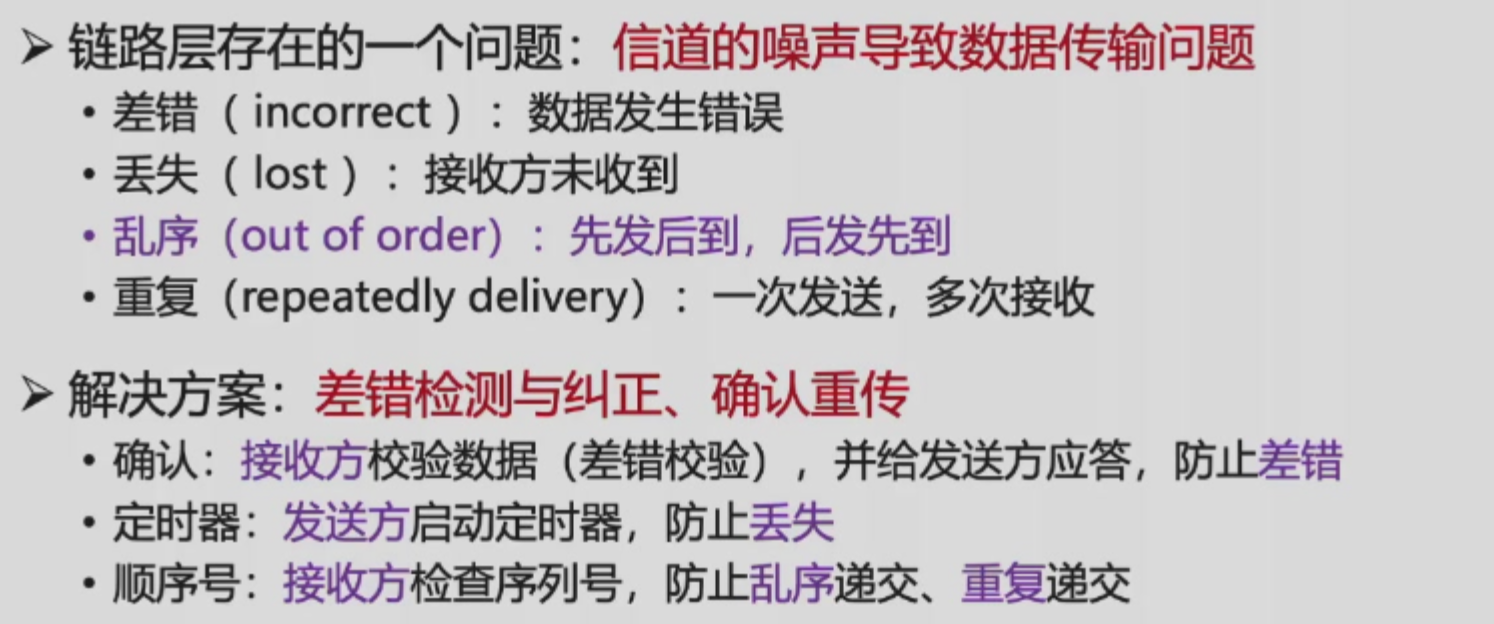 ➢ 链路层存在的一个问题：信道的噪声导致数据传输问题
• 差错（ incorrect ）：数据发生错误
• 丢失（ lost ）：接收方未收到
• 乱序（out of order）：先发后到，后发先到
• 重复（repeatedly delivery）：一次发送，多次接收
➢ 解决方案：差错检测与纠正、确认重传
• 确认：接收方校验数据（差错校验），并给发送方应答，防止差错
• 定时器：发送方启动定时器，防止丢失
• 顺序号：接收方检查序列号，防止乱序递交、重复递交